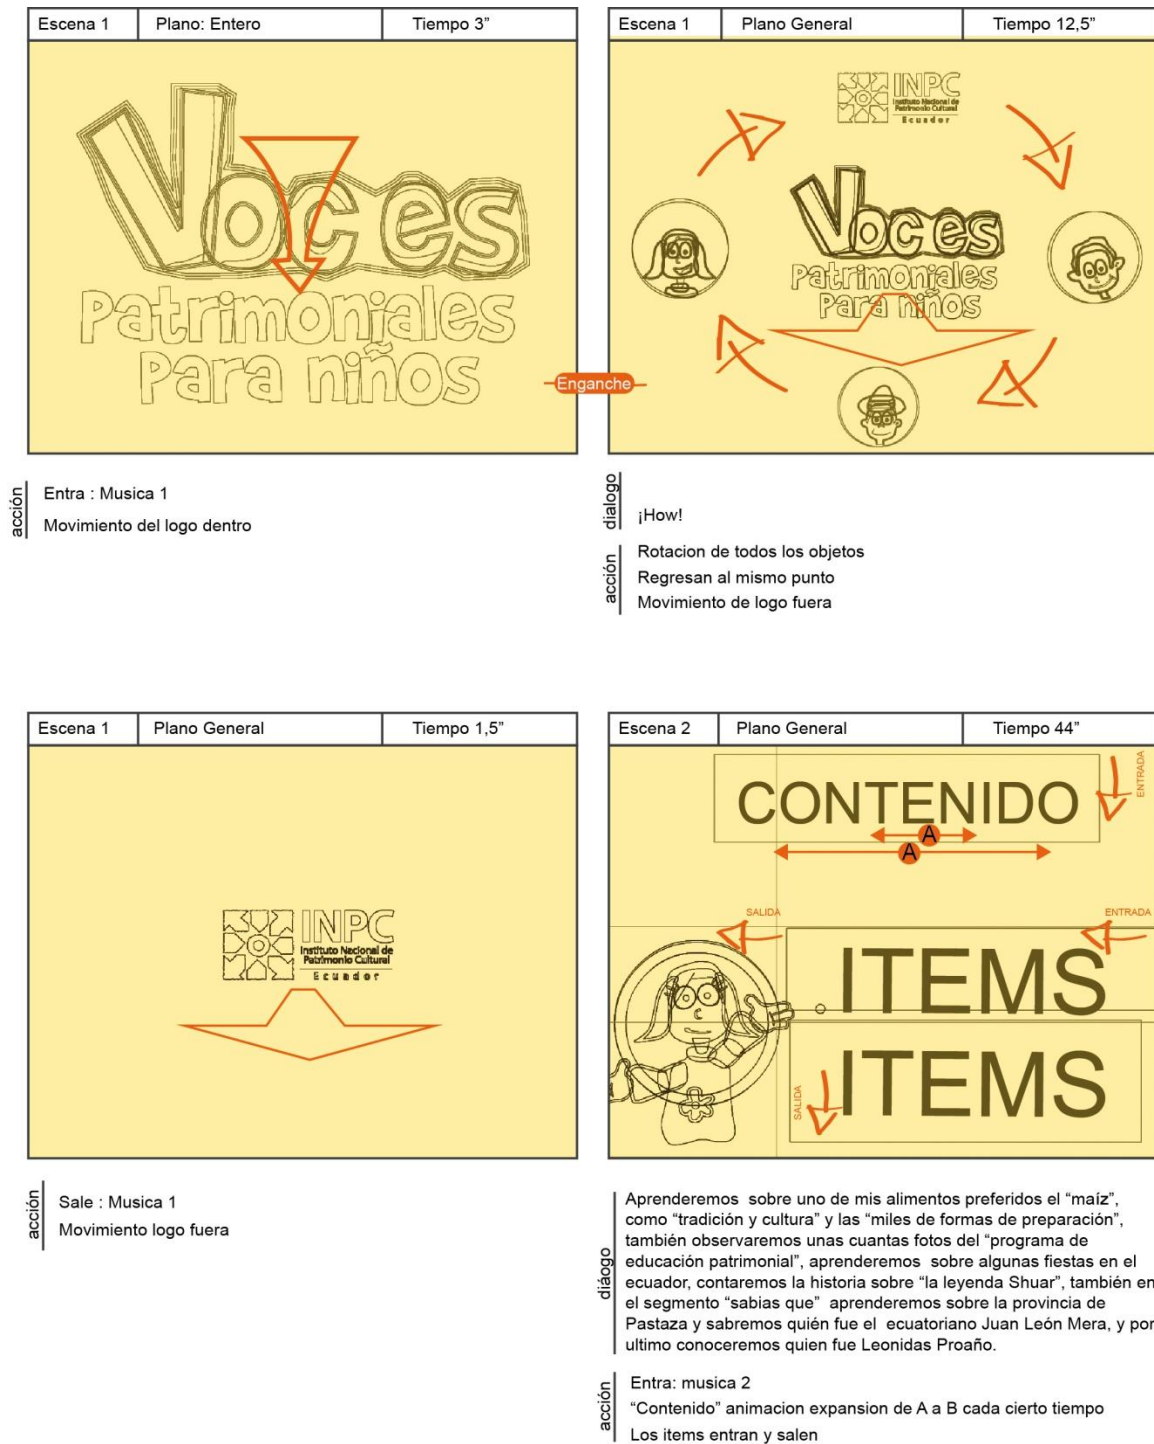 Escena 1 Plano: Entero Tiempo 3”
Voces
Patrimoniales
Para niños
Enganche
acción
Entra : Musica 1
Movimiento del logo dentro
Escena 1 Plano General Tiempo 12,5”
INPC
Instituto Nacional de
Patrimonio Cultural
Ecuador
Voces
Patrimoniales
Para niños
dialogo
¡How!
acción
Rotacion de todos los objetos
Regresan al mismo punto
Movimiento de logo fuera
Escena 1 Plano General Tiempo 1,5”
INPC
Instituto Nacional de
Patrimonio Cultural
Ecuador
acción
Sale : Musica 1
Movimiento logo fuera
Escena 2 Plano General Tiempo 44”
CONTENIDO
ENTRADA
A
A
SALIDA
ENTRADA
ITEMS
ITEMS
SALIDA
diáogo
Aprenderemos sobre uno de mis alimentos preferidos el “maíz”,
como “tradición y cultura” y las “miles de formas de preparación”,
también observaremos unas cuantas fotos del “programa de
educación patrimonial”, aprenderemos sobre algunas fiestas en el
ecuador, contaremos la historia sobre “la leyenda Shuar”, también en
el segmento “sabias que” aprenderemos sobre la provincia de
Pastaza y sabremos quién fue el ecuatoriano Juan León Mera, y por
ultimo conoceremos quien fue Leonidas Proaño.
acción
Entra: musica 2
“Contenido” animacion expansion de A a B cada cierto tiempo
Los items entran y salen